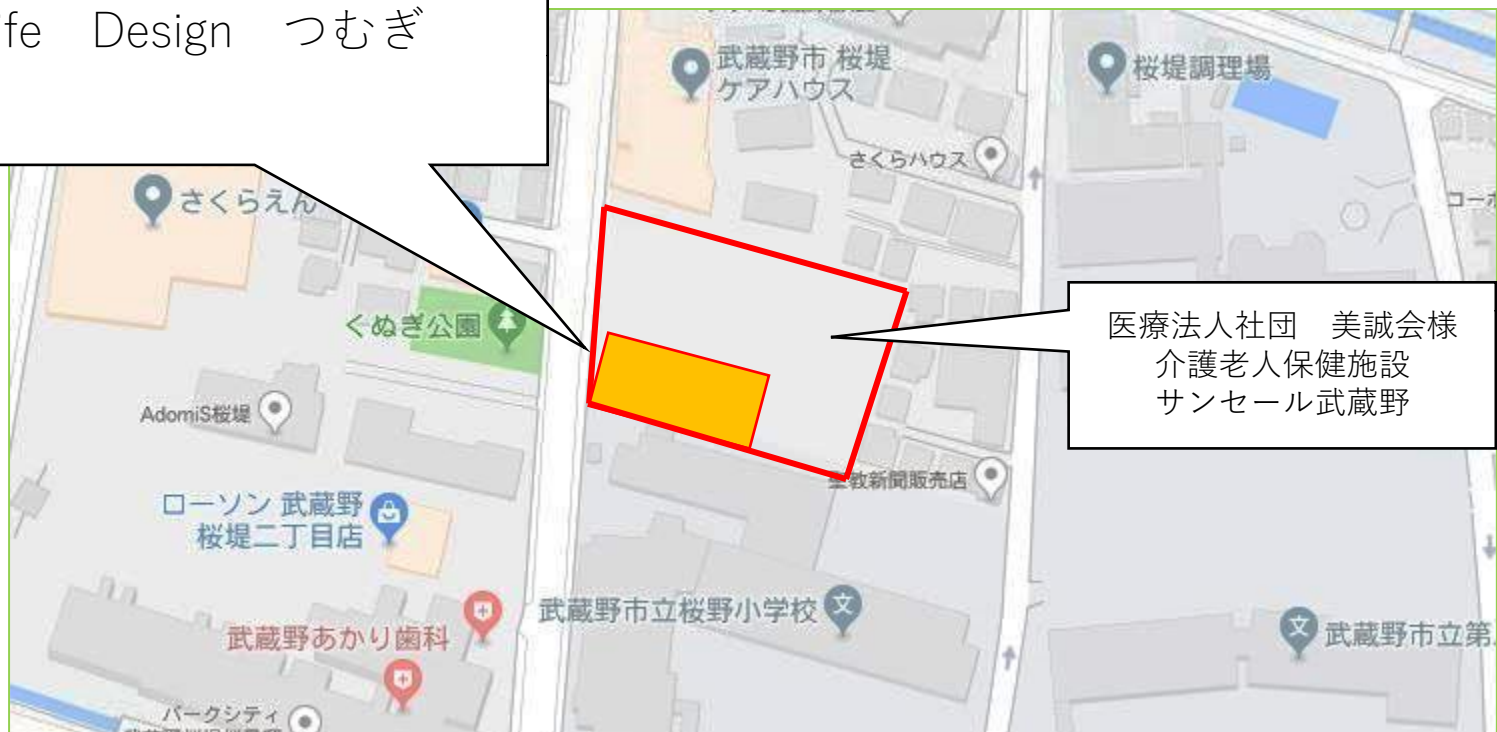 ife　Design　つむぎ
武蔵野市 桜堤
ケアハウス
桜堤調理場
さくらハウス
さくらえん
コーポ
くぬぎ公園
医療法人社団　美誠会様
介護老人保健施設
サンセール武蔵野
AdomiS桜堤
聖教新聞販売店
ローソン 武蔵野
桜堤二丁目店
武蔵野市立桜野小学校
武蔵野あかり歯科
武蔵野市立第
パークシティ